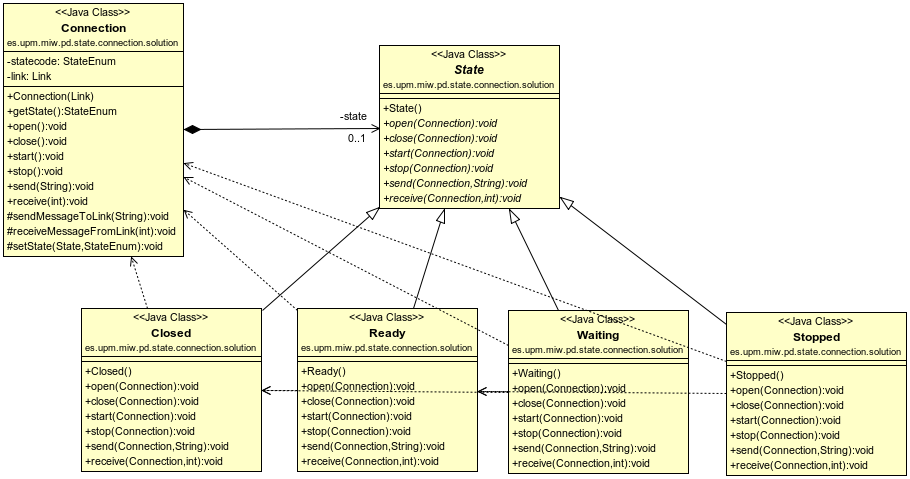 <<Java Class>>
Connection
es.upm.miw.pd.state.connection.solution
-statecode: StateEnum
-link: Link
+Connection(Link)
+getState():StateEnum
+open():void
+close():void
+start():void
+stop():void
+send(String):void
+receive(int):void
#sendMessageToLink(String):void
#receiveMessageFromLink(int):void
#setState(State,StateEnum):void
-state
0..1
<<Java Class>>
State
es.upm.miw.pd.state.connection.solution
+State()
+open(Connection):void
+close(Connection):void
+start(Connection):void
+stop(Connection):void
+send(Connection,String):void
+receive(Connection,int):void
<<Java Class>>
Closed
es.upm.miw.pd.state.connection.solution
+Closed()
+open(Connection):void
+close(Connection):void
+start(Connection):void
+stop(Connection):void
+send(Connection,String):void
+receive(Connection,int):void
<<Java Class>>
Ready
es.upm.miw.pd.state.connection.solution
+Ready()
+open(Connection):void
+close(Connection):void
+start(Connection):void
+stop(Connection):void
+send(Connection,String):void
+receive(Connection,int):void
<<Java Class>>
Waiting
es.upm.miw.pd.state.connection.solution
+Waiting()
+open(Connection):void
+close(Connection):void
+start(Connection):void
+stop(Connection):void
+send(Connection,String):void
+receive(Connection,int):void
<<Java Class>>
Stopped
es.upm.miw.pd.state.connection.solution
+Stopped()
+open(Connection):void
+close(Connection):void
+start(Connection):void
+stop(Connection):void
+send(Connection,String):void
+receive(Connection,int):void